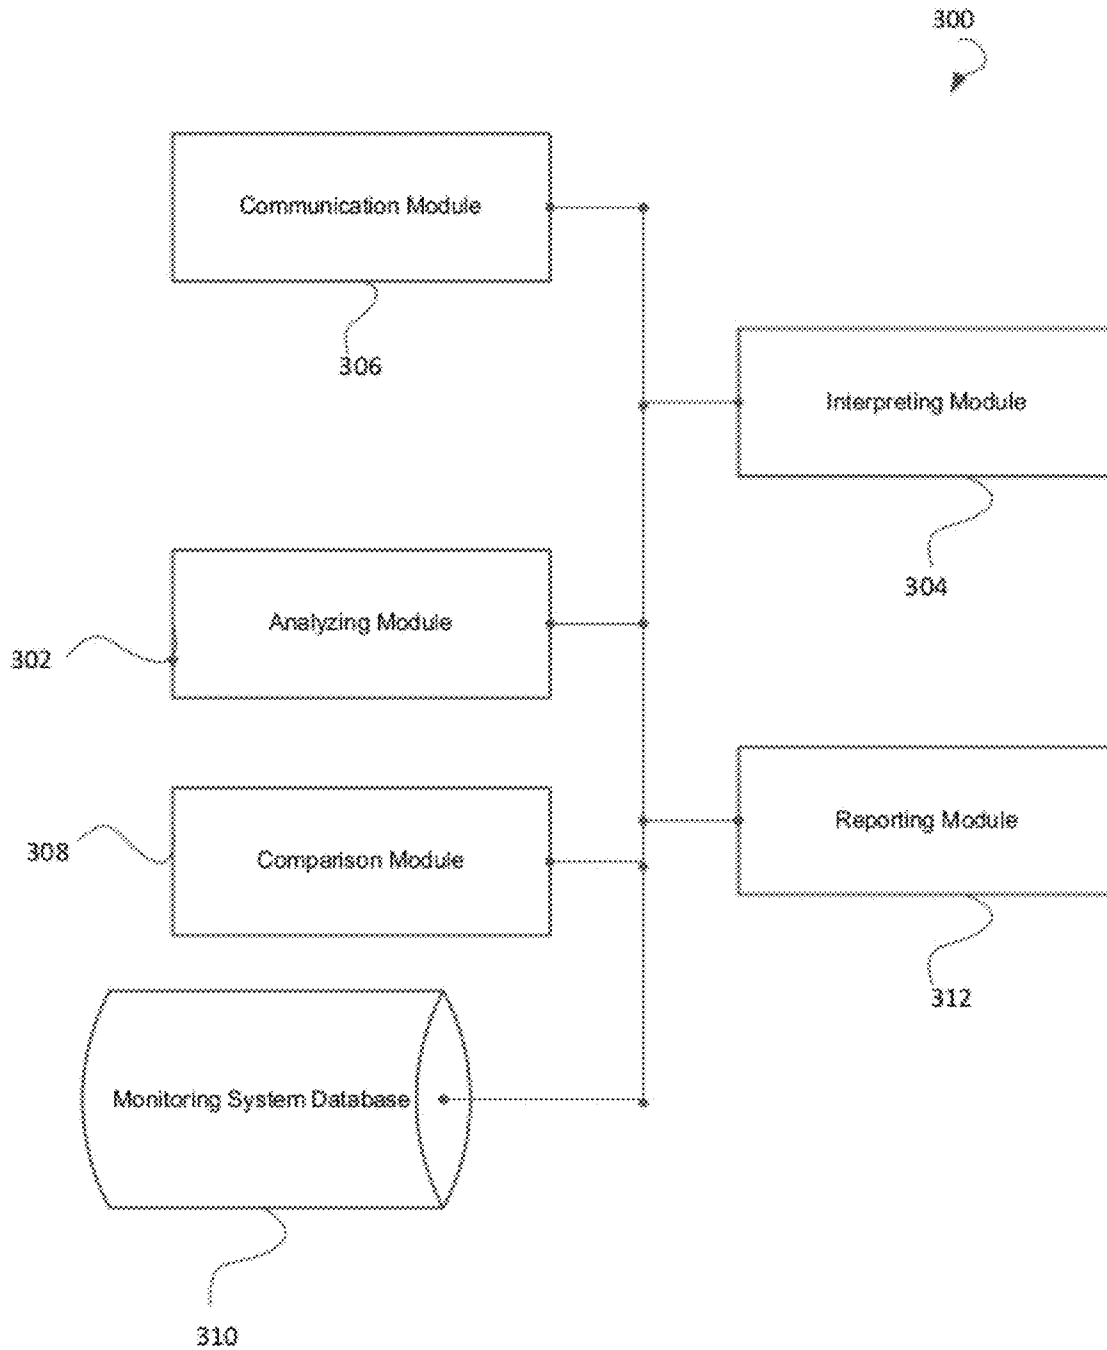 300
Communication Module
306
Interpreting Module
304
Analyzing Module
302
Reporting Module
312
Comparison Module
308
Monitoring System Database
310